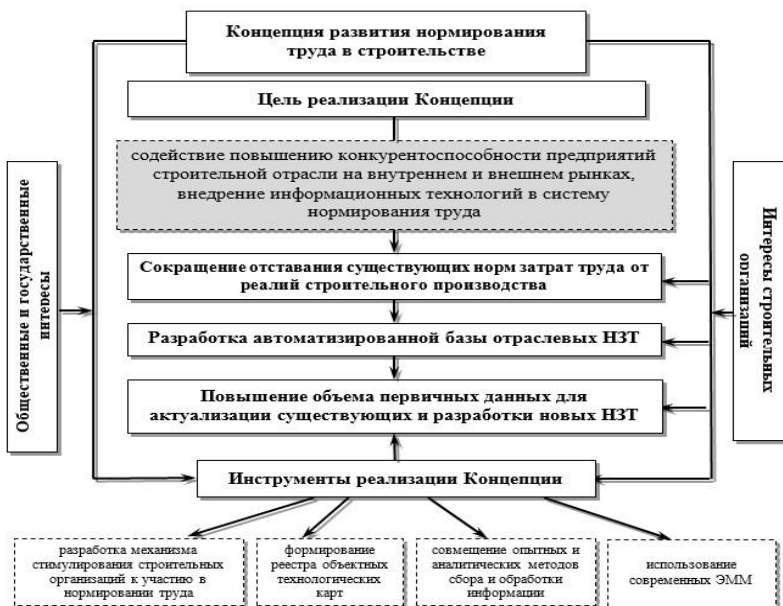 Концепция развития нормирования
труда в строительстве
Цель реализации Концепции
содействие повышению конкурентоспособности предприятий
строительной отрасли на внутреннем и внешнем рынках,
внедрение информационных технологий в систему
нормирования труда
Общественные и государственные
интересы
Интересы строительных
организаций
Сокращение отставания существующих норм затрат труда от
реалий строительного производства
Разработка автоматизированной базы отраслевых НЗТ
Повышение объема первичных данных для
актуализации существующих и разработки новых НЗТ
Инструменты реализации Концепции
разработка механизма
стимулирования строительных
организаций к участию в
нормировании труда
формирование
реестра объектных
технологических
карт
совмещение опытных и
аналитических методов
сбора и обработки
информации
использование
современных ЭММ